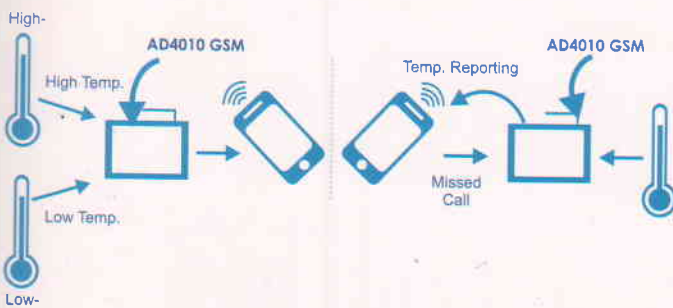 High-
AD4010 GSM
High Temp.
Low Temp.
Low-
AD4010 GSM
Temp. Reporting
Missed
Call